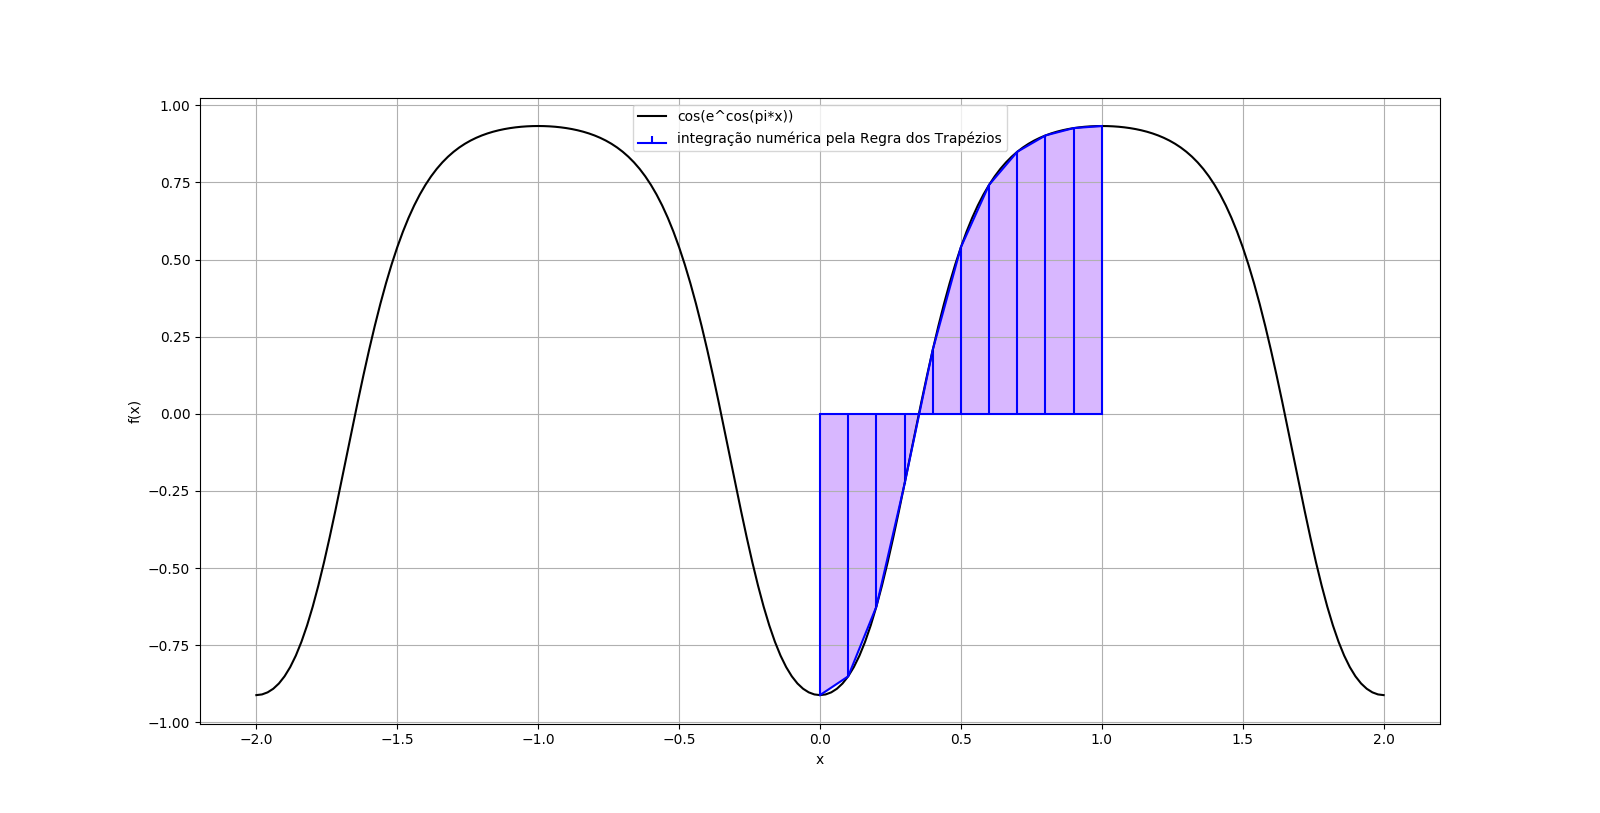 cos(e^cos(pi*x))
integração numérica pela Regra dos Trapézios
1.00
0.75
0.50
0.25
0.00
−0.25
−0.50
−0.75
−1.00
f(x)
−2.0 −1.5 −1.0 −0.5 0.0 0.5 1.0 1.5 2.0
x